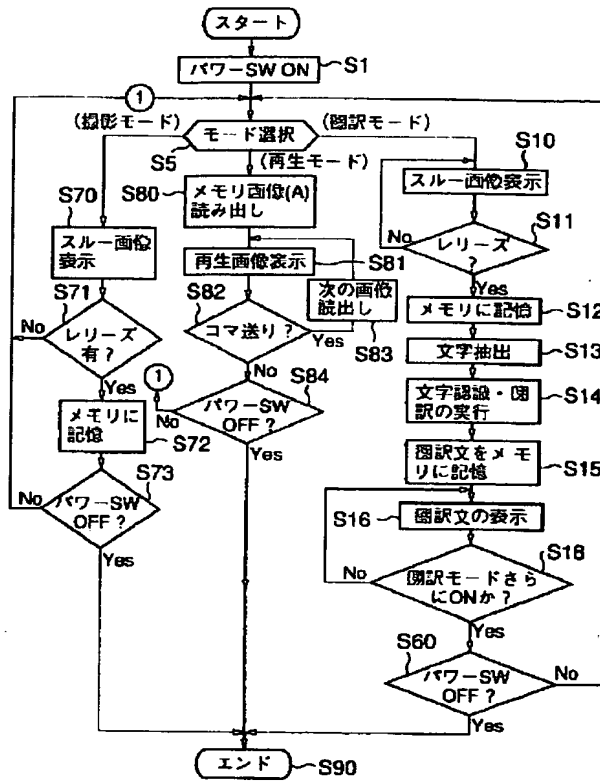 スタート
パワーSW ON
S1
1
(撮影モード)
モード選択
(翻訳モード)
S5
(再生モード)
S10
スルー画像表示
S11
レリーズ
?
No
Yes
メモリに記憶
S12
文字抽出
S13
文字認識・翻
訳の実行
S14
翻訳文をメモ
リに記憶
S15
翻訳文の表示
S16
S18
翻訳モードさら
にONか?
No
Yes
S60
パワーSW
OFF?
No
Yes
S80
メモリ画像(A)
読み出し
再生画像表示
S81
S82
コマ送り?
Yes
次の画像
読出し
S83
No
S84
1
パワーSW
OFF?
No
Yes
S70
スルー画像
表示
S71
レリーズ
有?
No
Yes
メモリに
記憶
S72
S73
パワーSW
OFF?
No
Yes
エンド
S90